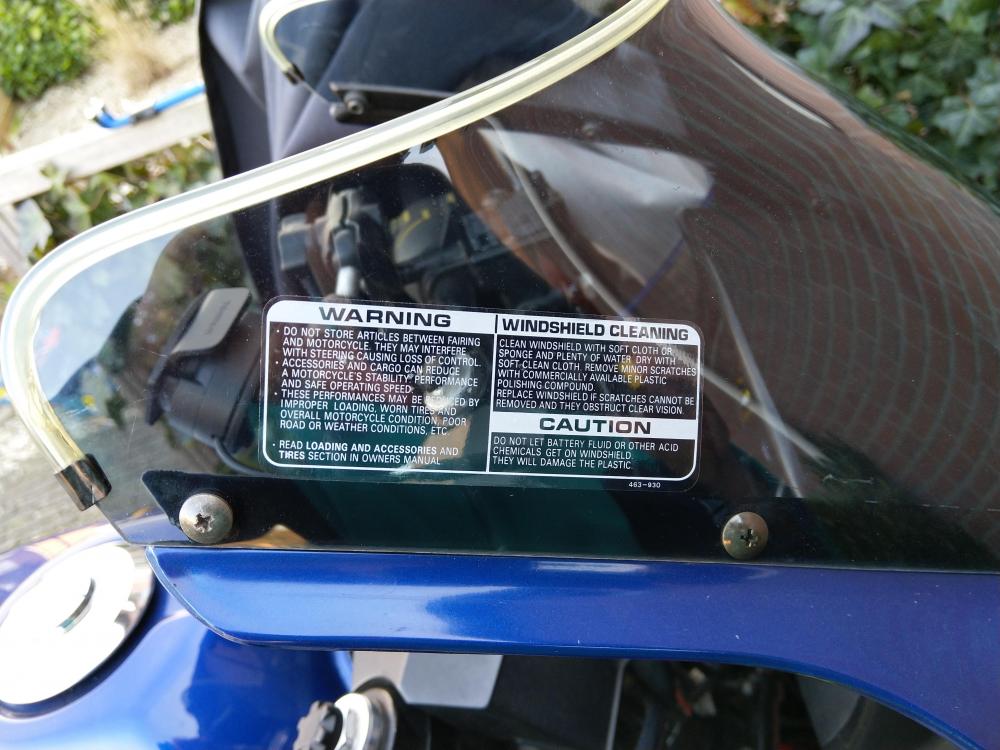 WARNING
· DO NOT STORE ARTICLES BETWEEN FAIRING
AND MOTORCYCLE. THEY MAY INTERFERE
WITH STEERING CAUSING LOSS OF CONTROL.
· ACCESSORIES AND CARGO CAN REDUCE
A MOTORCYCLE'S STABILITY, PERFORMANCE
AND SAFE OPERATING SPEED.
· THESE PERFORMANCES MAY BE REDUCED BY
IMPROPER LOADING, WORN TIRES AND
OVERALL MOTORCYCLE CONDITION, POOR
ROAD OR WEATHER CONDITIONS, ETC.
· READ LOADING AND ACCESSORIES AND
TIRES SECTION IN OWNERS MANUAL.
WINDSHIELD CLEANING
CLEAN WINDSHIELD WITH SOFT CLOTH OR
SPONGE AND PLENTY OF WATER. DRY WITH
SOFT CLEAN CLOTH. REMOVE MINOR SCRATCHES
WITH COMMERCIALLY AVAILABLE PLASTIC
POLISHING COMPOUND.
REPLACE WINDSHIELD IF SCRATCHES CANNOT BE
REMOVED AND THEY OBSTRUCT CLEAR VISION.
CAUTION
DO NOT LET BATTERY FLUID OR OTHER ACID
CHEMICALS GET ON WINDSHIELD.
THEY WILL DAMAGE THE PLASTIC.
463-930